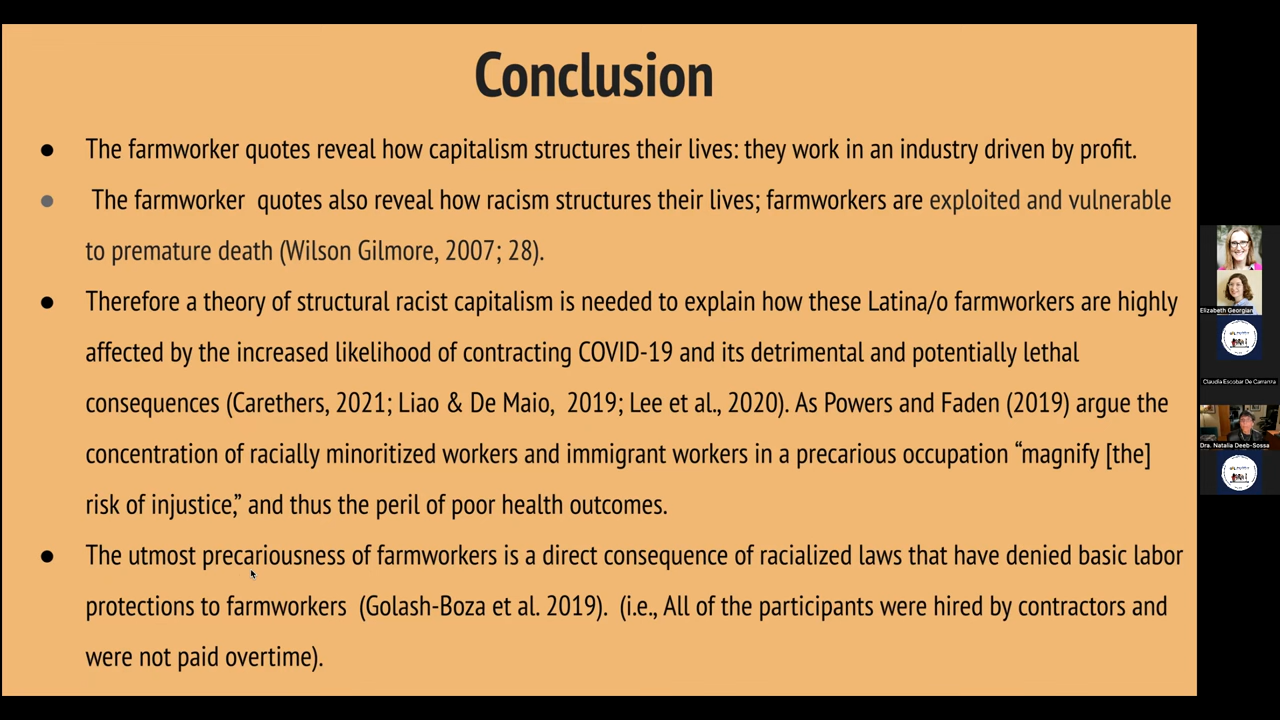 Conclusion
● The farmworker quotes reveal how capitalism structures their lives: they work in an industry driven by profit.
● The farmworker  quotes also reveal how racism structures their lives; farmworkers are exploited and vulnerable
to premature death (Wilson Gilmore, 2007; 28).
● Therefore a theory of structural racist capitalism is needed to explain how these Latina/o farmworkers are highly
affected by the increased likelihood of contracting COVID-19 and its detrimental and potentially lethal
consequences (Carethers, 2021; Liao & De Maio,  2019; Lee et al., 2020). As Powers and Faden (2019) argue the
concentration of racially minoritized workers and immigrant workers in a precarious occupation “magnify [the]
risk of injustice,” and thus the peril of poor health outcomes.
● The utmost precariousness of farmworkers is a direct consequence of racialized laws that have denied basic labor
protections to farmworkers  (Golash-Boza et al. 2019).  (i.e., All of the participants were hired by contractors and
were not paid overtime).
Elizabeth Georgian
Claudia Escobar De Carranza
Dra. Natalia Deeb-Sossa